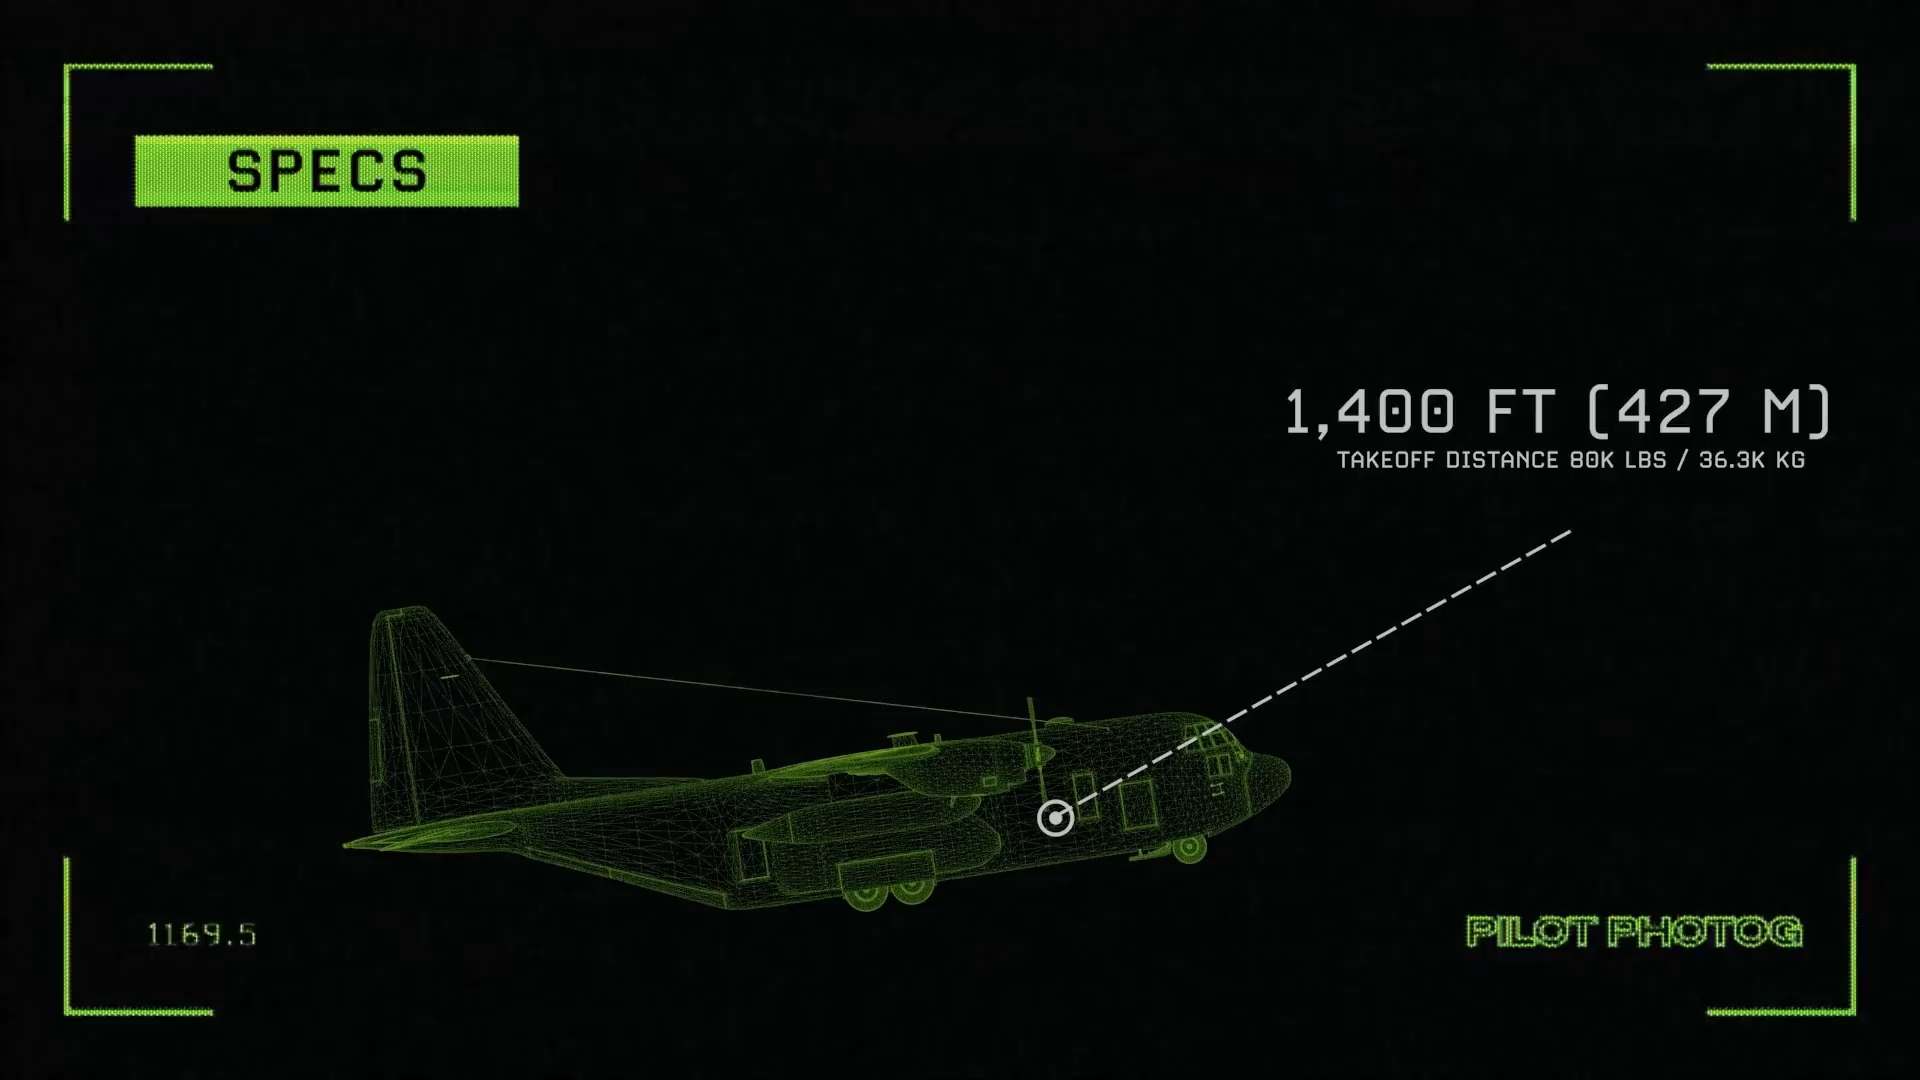 SPECS
1,400 FT (427 M)
TAKEOFF DISTANCE 80K LBS / 36.3K KG
1169.5
PILOT PHOTOG